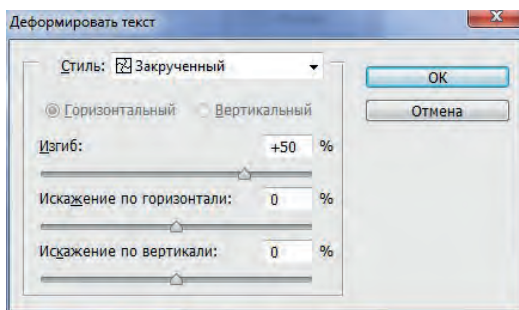 Деформировать текст
Стиль: Закрученный
OK
Горизонтальный Вертикальный
Отмена
Изгиб: +50 %
Искажение по горизонтали: 0 %
Искажение по вертикали: 0 %